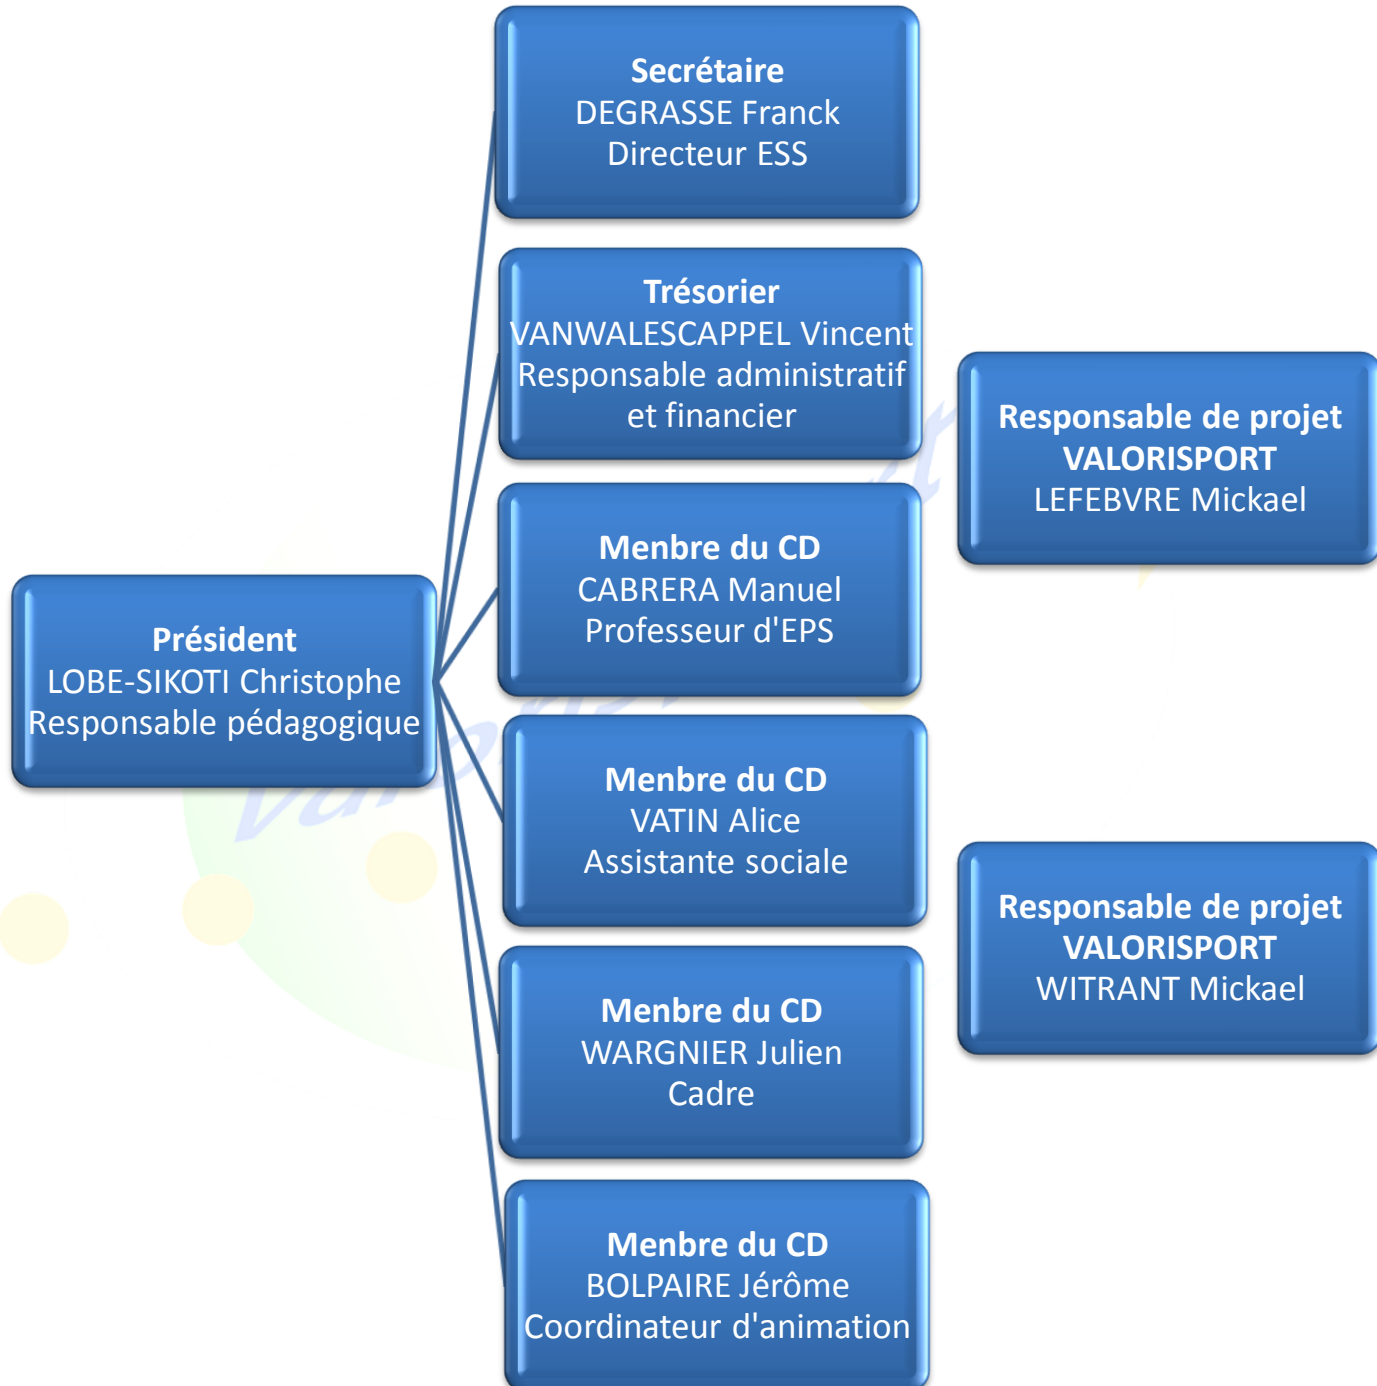 Secrétaire
DEGRASSE Franck
Directeur ESS
Trésorier
VANWALESCAPPEL Vincent
Responsable administratif
et financier
Responsable de projet
VALORISPORT
LEFEBVRE Mickael
Menbre du CD
CABRERA Manuel
Professeur d'EPS
Président
LOBE-SIKOTI Christophe
Responsable pédagogique
Menbre du CD
VATIN Alice
Assistante sociale
Responsable de projet
VALORISPORT
WITRANT Mickael
Menbre du CD
WARGNIER Julien
Cadre
Menbre du CD
BOLPAIRE Jérôme
Coordinateur d'animation